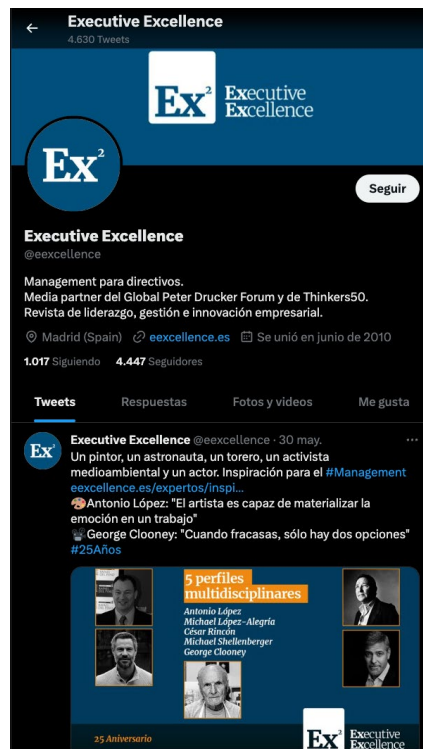 Executive Excellence
4.630 Tweets
Ex² Executive
Excellence
Ex²
Seguir
Executive Excellence
@eexcellence
Management para directivos.
Media partner del Global Peter Drucker Forum y de Thinkers50.
Revista de liderazgo, gestión e innovación empresarial.
Madrid (Spain) eexcellence.es Se unió en junio de 2010
1.017 Siguiendo 4.447 Seguidores
Tweets Respuestas Fotos y videos Me gusta
Ex²
Executive Excellence @eexcellence · 30 may.
Un pintor, un astronauta, un torero, un activista
medioambiental y un actor. Inspiración para el #Management
eexcellence.es/expertos/inspi...
🎨Antonio López: "El artista es capaz de materializar la
emoción en un trabajo"
📽George Clooney: "Cuando fracasas, sólo hay dos opciones"
#25Años
5 perfiles
multidisciplinares
Antonio López
Michael López-Alegría
César Rincón
Michael Shellenberger
George Clooney
25 Aniversario
Ex² Executive
Excellence